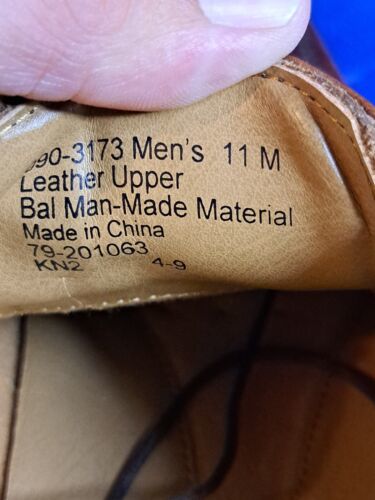 90-3173 Men's 11 M
Leather Upper
Bal Man-Made Material
Made in China
79-201063
KN2 4-9